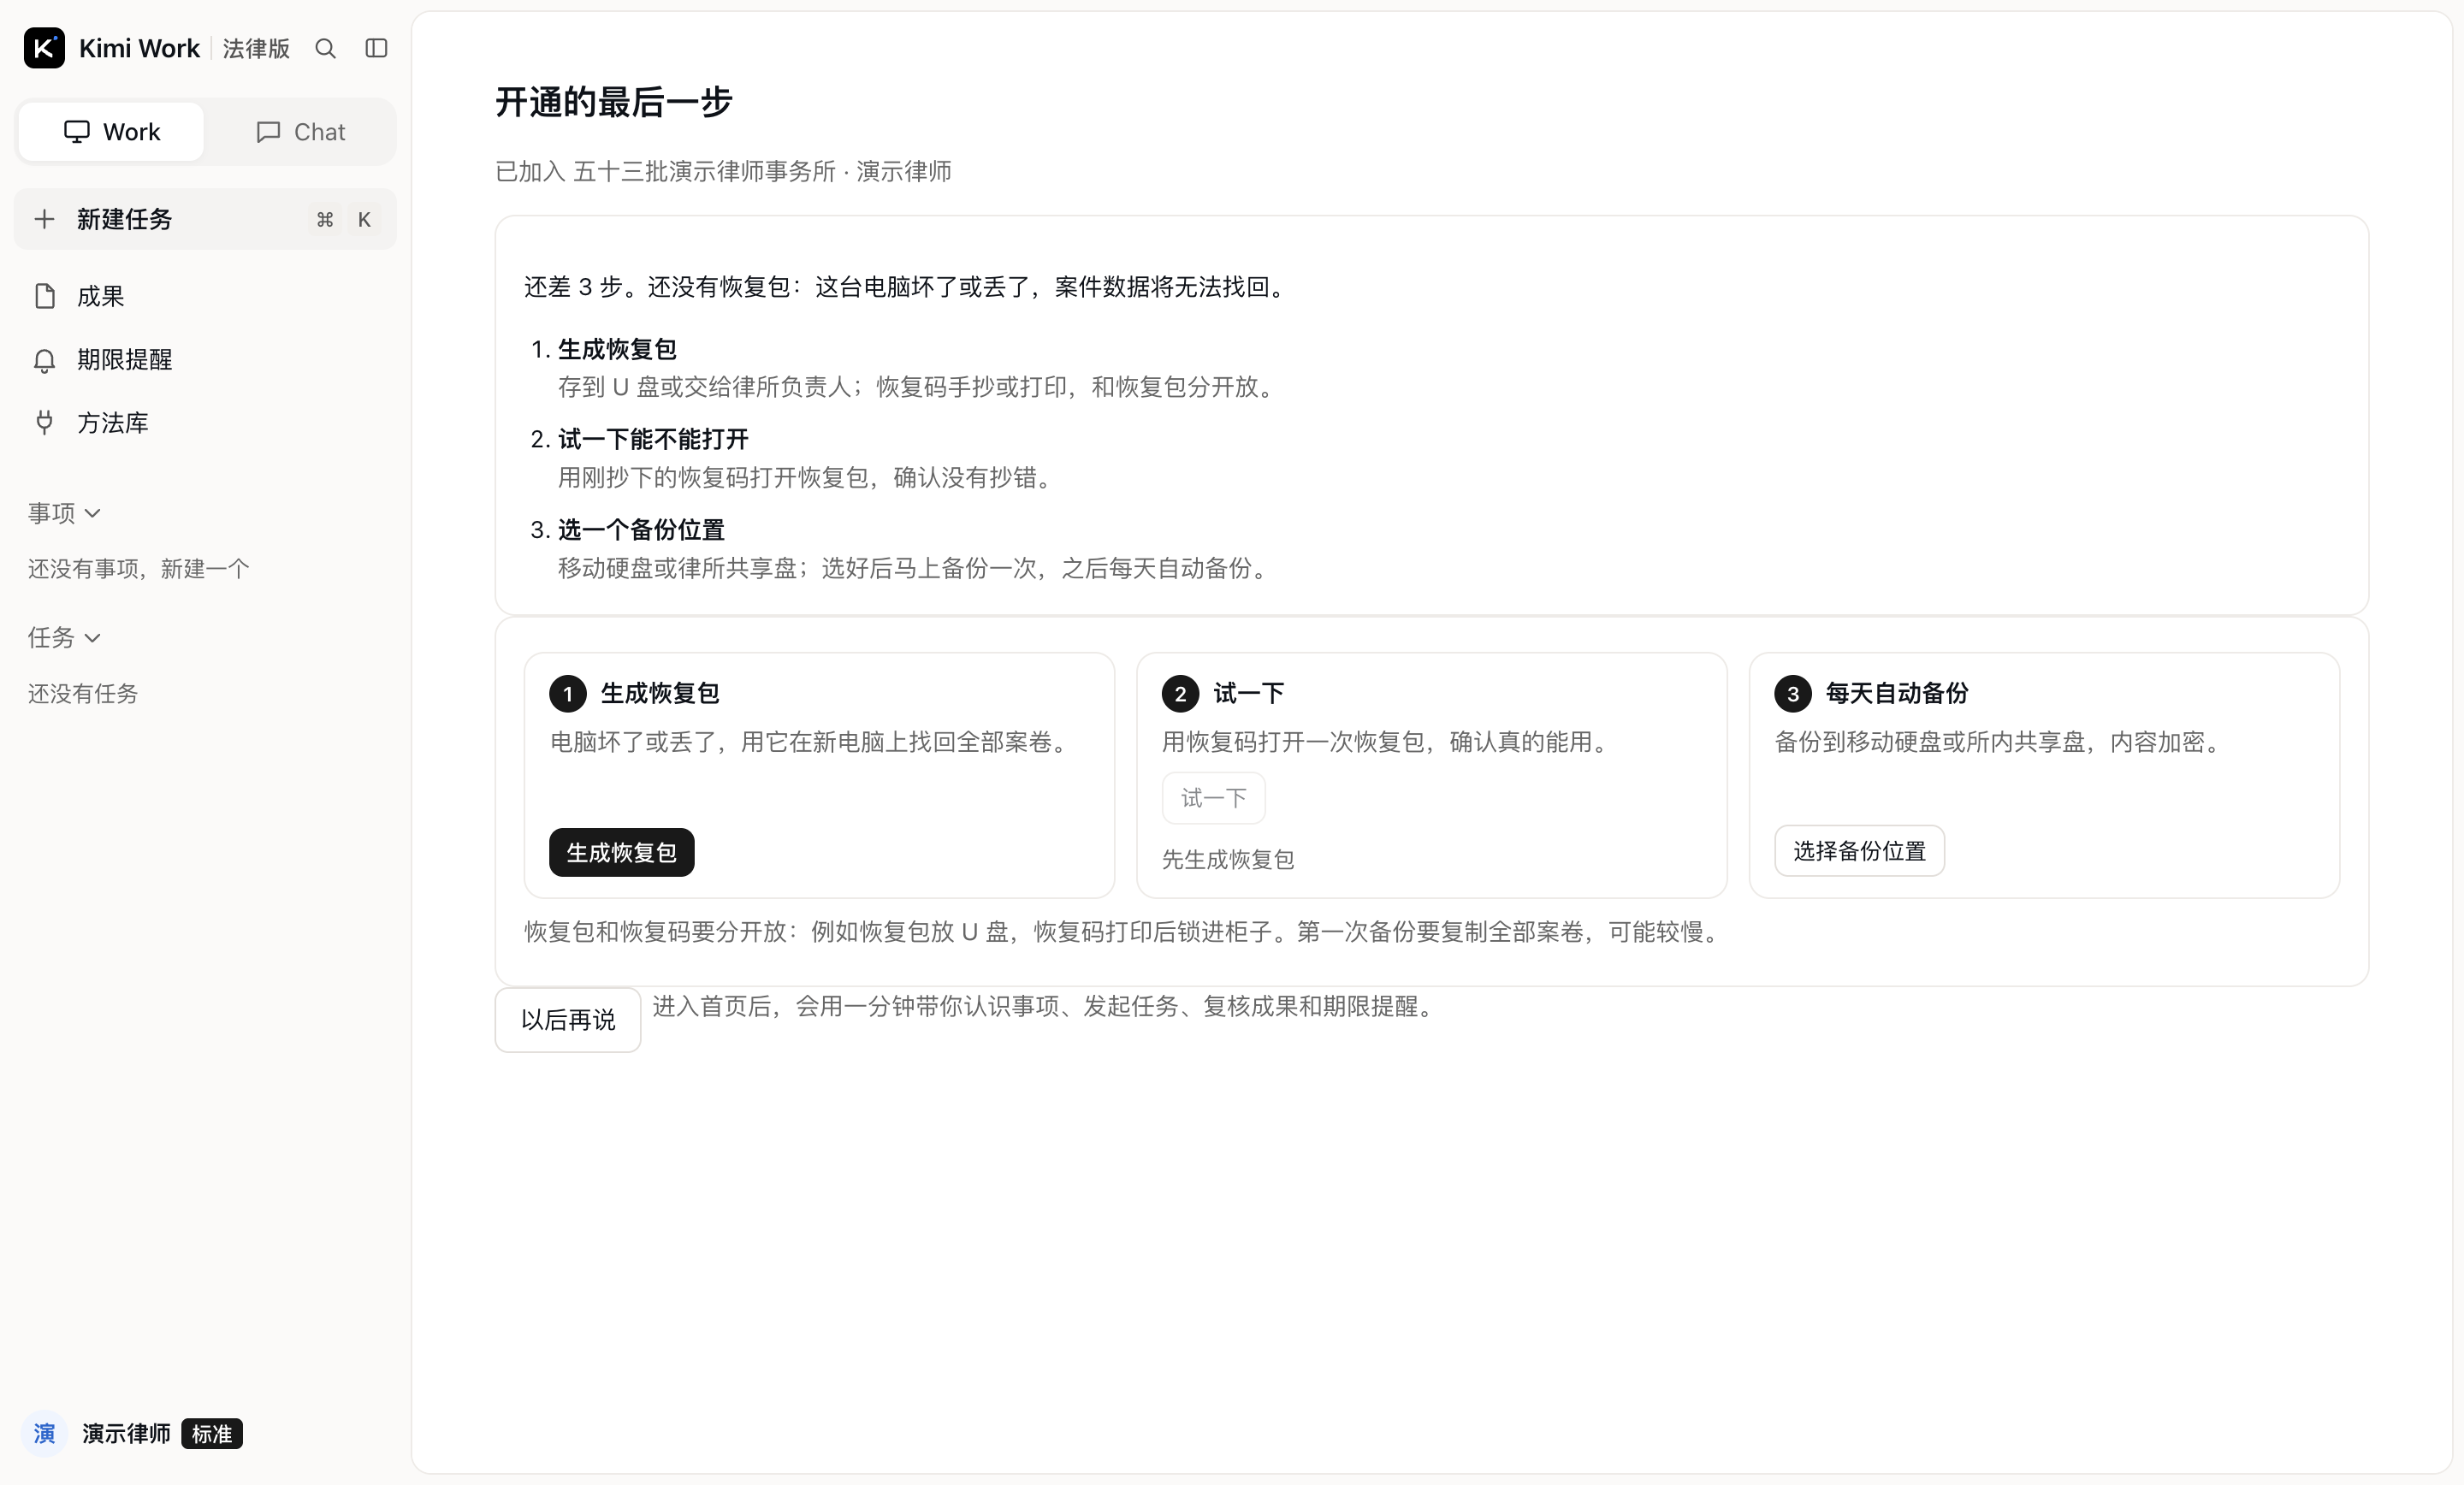 Kimi Work 法律版
Work
Chat
新建任务 ⌘ K
成果
期限提醒
方法库
事项
还没有事项，新建一个
任务
还没有任务
演 演示律师 标准
开通的最后一步
已加入 五十三批演示律师事务所 · 演示律师
还差 3 步。还没有恢复包：这台电脑坏了或丢了，案件数据将无法找回。
1. 生成恢复包
存到 U 盘或交给律所负责人；恢复码手抄或打印，和恢复包分开放。
2. 试一下能不能打开
用刚抄下的恢复码打开恢复包，确认没有抄错。
3. 选一个备份位置
移动硬盘或律所共享盘；选好后马上备份一次，之后每天自动备份。
1 生成恢复包
电脑坏了或丢了，用它在新电脑上找回全部案卷。
生成恢复包
2 试一下
用恢复码打开一次恢复包，确认真的能用。
试一下
先生成恢复包
3 每天自动备份
备份到移动硬盘或所内共享盘，内容加密。
选择备份位置
恢复包和恢复码要分开放：例如恢复包放 U 盘，恢复码打印后锁进柜子。第一次备份要复制全部案卷，可能较慢。
以后再说
进入首页后，会用一分钟带你认识事项、发起任务、复核成果和期限提醒。